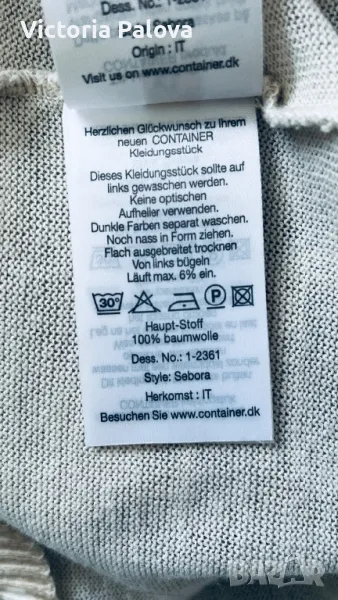 Victoria Palova
Dess. No.: 1-2361
Origin : IT
Visit us on www.container.dk
Herzlichen Glückwunsch zu Ihrem
neuen CONTAINER
Kleidungsstück
Dieses Kleidungsstück sollte auf
links gewaschen werden.
Keine optischen
Aufheller verwenden.
Dunkle Farben separat waschen.
Noch nass in Form ziehen.
Flach ausgebreitet trocknen
Von links bügeln
Läuft max. 6% ein.
30° P
Haupt-Stoff
100% baumwolle
Dess. No.: 1-2361
Style: Sebora
Herkomst : IT
Besuchen Sie www.container.dk
bazar